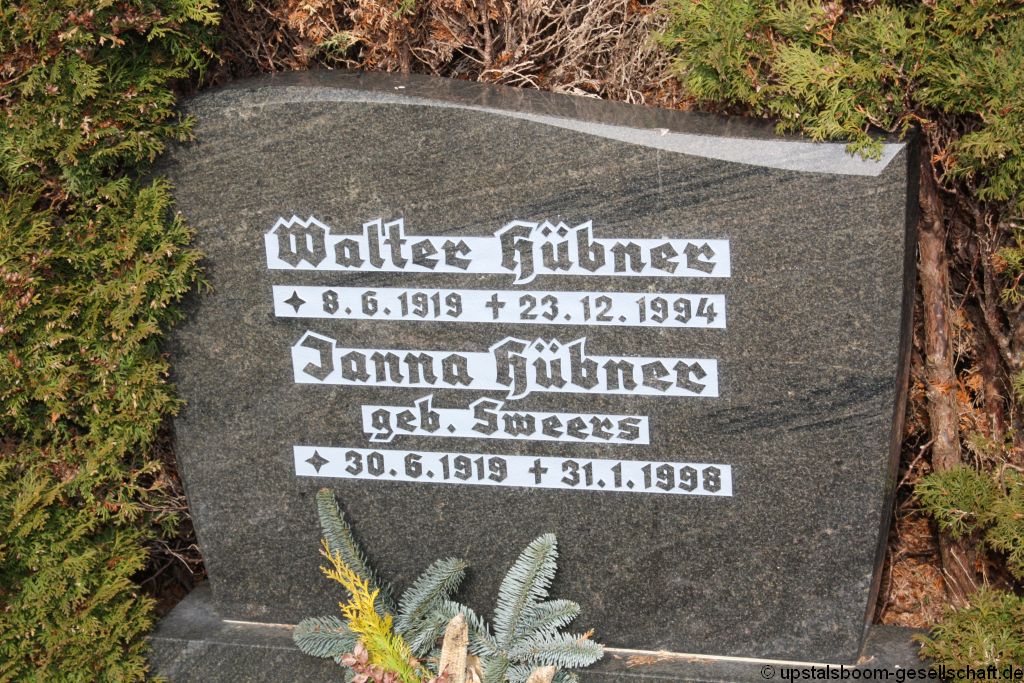 Walter Hübner
✦ 8.6.1919 ✝ 23.12.1994
Janna Hübner
geb. Sweers
✦ 30.6.1919 ✝ 31.1.1998
© upstalsboom-gesellschaft.de